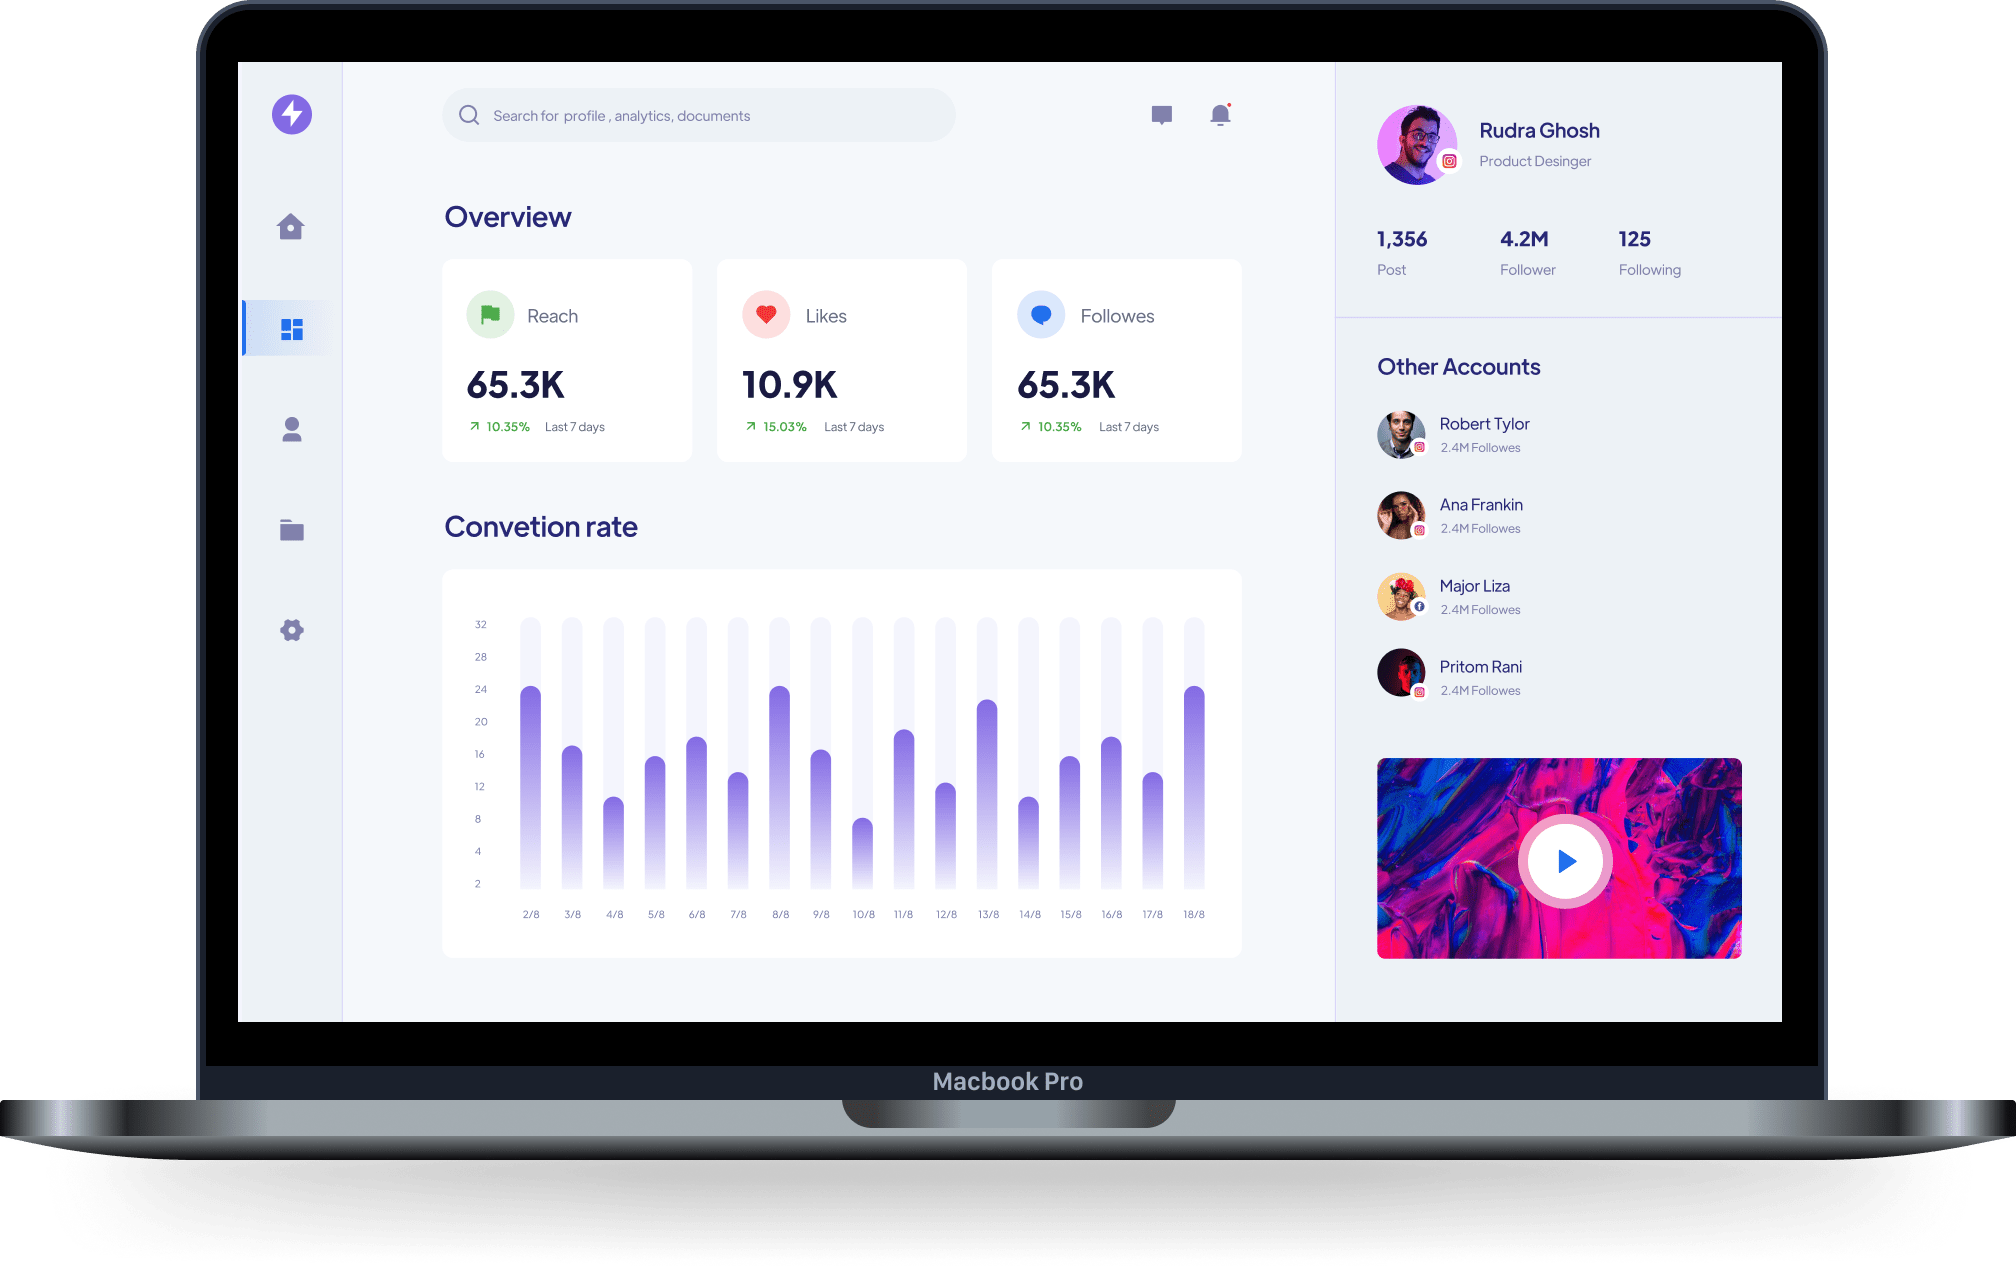 Search for profile , analytics, documents
Overview
Reach
65.3K
10.35% Last 7 days
Likes
10.9K
15.03% Last 7 days
Followes
65.3K
10.35% Last 7 days
Convetion rate
32
28
24
20
16
12
8
4
2
2/8 3/8 4/8 5/8 6/8 7/8 8/8 9/8 10/8 11/8 12/8 13/8 14/8 15/8 16/8 17/8 18/8
Rudra Ghosh
Product Desinger
1,356 4.2M 125
Post Follower Following
Other Accounts
Robert Tylor
2.4M Followes
Ana Frankin
2.4M Followes
Major Liza
2.4M Followes
Pritom Rani
2.4M Followes
Macbook Pro